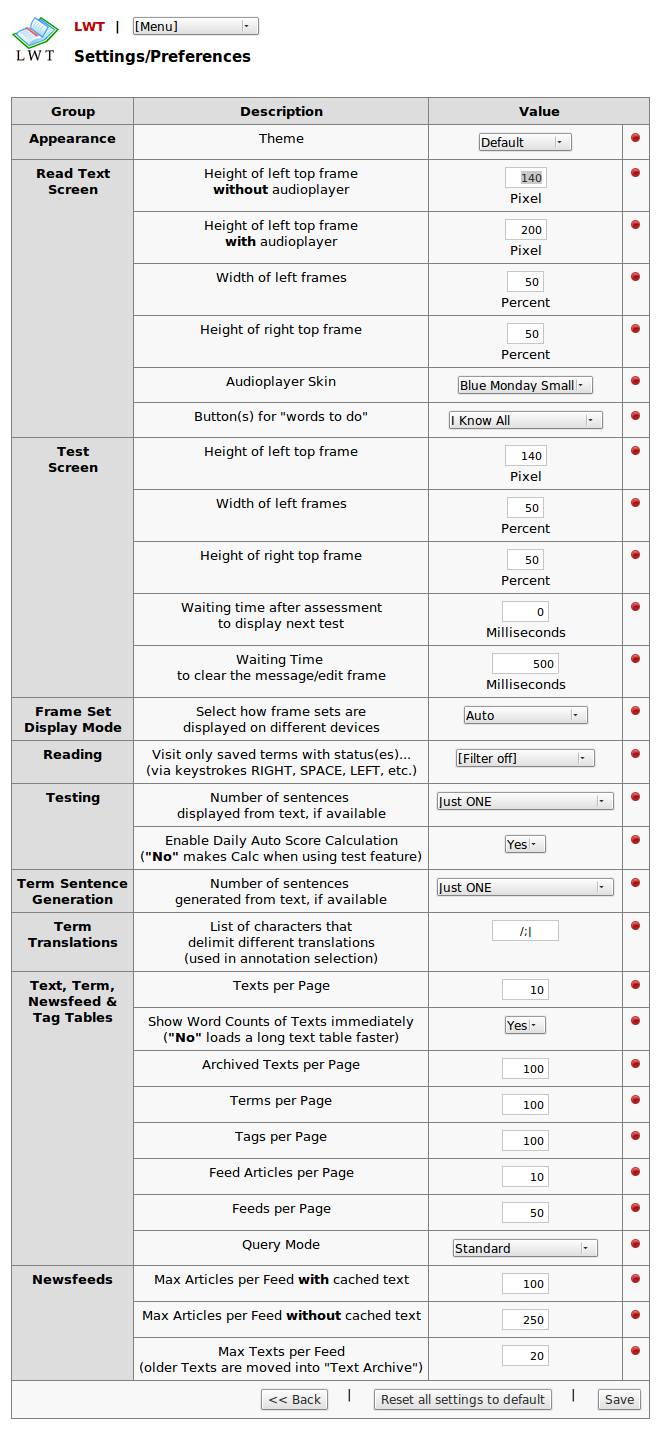 LWT | [Menu]
LWT
Settings/Preferences
Group Description Value
Appearance Theme Default
Read Text Height of left top frame 140
Screen without audioplayer Pixel
Height of left top frame 200
with audioplayer Pixel
Width of left frames 50
Percent
Height of right top frame 50
Percent
Audioplayer Skin Blue Monday Small
Button(s) for "words to do" I Know All
Test Height of left top frame 140
Screen Pixel
Width of left frames 50
Percent
Height of right top frame 50
Percent
Waiting time after assessment 0
to display next test Milliseconds
Waiting Time 500
to clear the message/edit frame Milliseconds
Frame Set Select how frame sets are Auto
Display Mode displayed on different devices
Reading Visit only saved terms with status(es)... [Filter off]
(via keystrokes RIGHT, SPACE, LEFT, etc.)
Testing Number of sentences Just ONE
displayed from text, if available
Enable Daily Auto Score Calculation Yes
("No" makes Calc when using test feature)
Term Sentence Number of sentences Just ONE
Generation generated from text, if available
Term List of characters that /;|
Translations delimit different translations
(used in annotation selection)
Text, Term, Texts per Page 10
Newsfeed &
Tag Tables Show Word Counts of Texts immediately Yes
("No" loads a long text table faster)
Archived Texts per Page 100
Terms per Page 100
Tags per Page 100
Feed Articles per Page 10
Feeds per Page 50
Query Mode Standard
Newsfeeds Max Articles per Feed with cached text 100
Max Articles per Feed without cached text 250
Max Texts per Feed 20
(older Texts are moved into "Text Archive")
<< Back | Reset all settings to default | Save